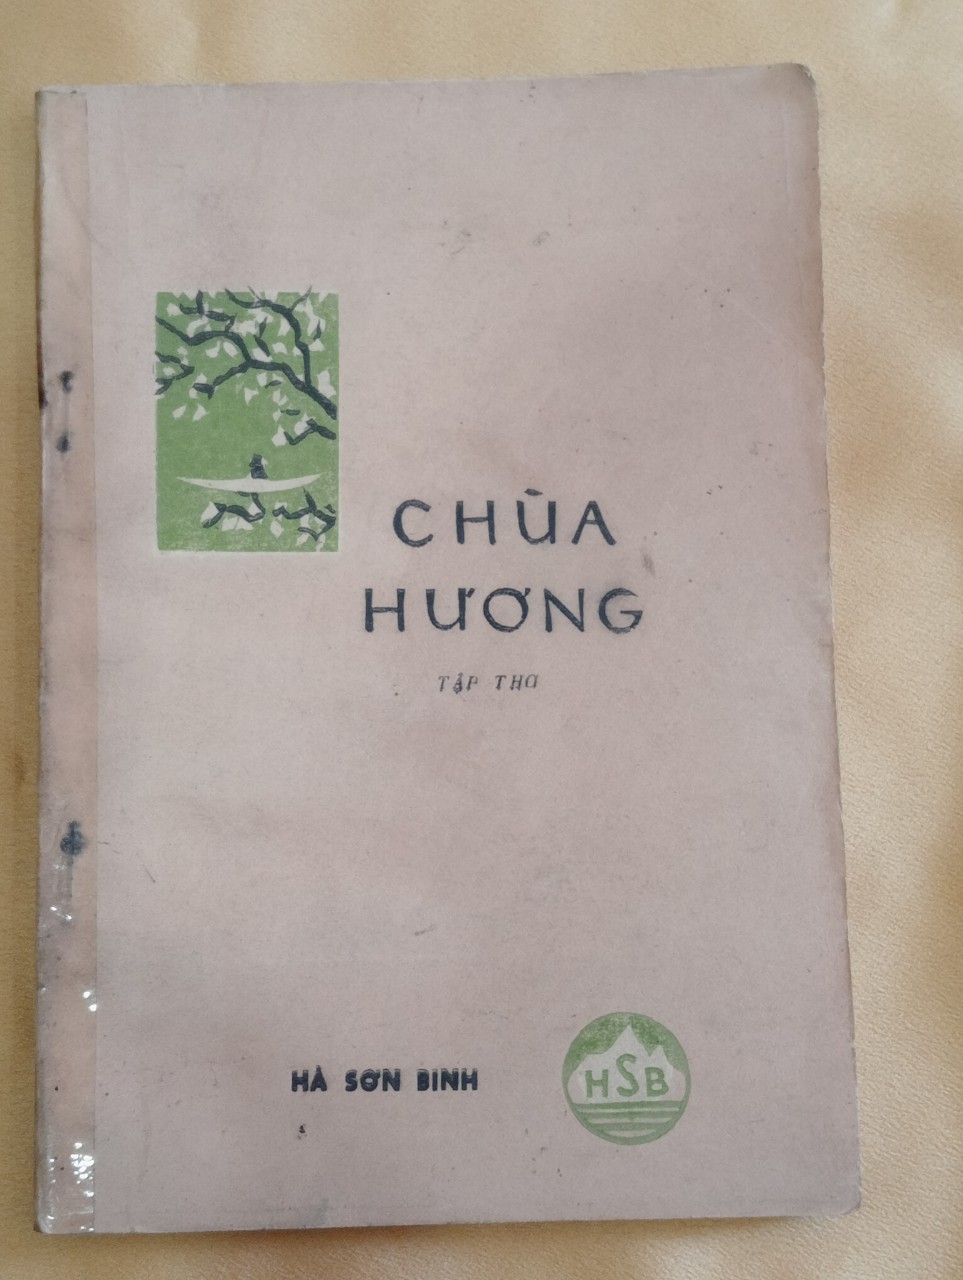 CHÙA
HƯƠNG
TẬP THƠ
HÀ SƠN BINH
HSB